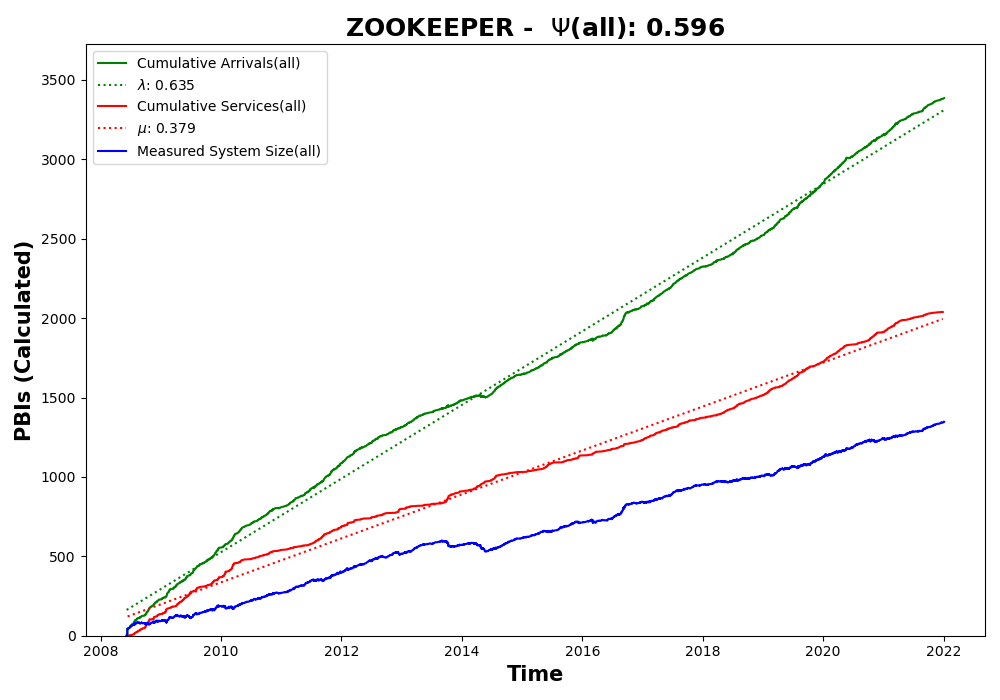 ZOOKEEPER - Ψ(all): 0.596
Cumulative Arrivals(all)
λ: 0.635
Cumulative Services(all)
μ: 0.379
Measured System Size(all)
3500
3000
2500
2000
1500
1000
500
0
PBIs (Calculated)
2008 2010 2012 2014 2016 2018 2020 2022
Time